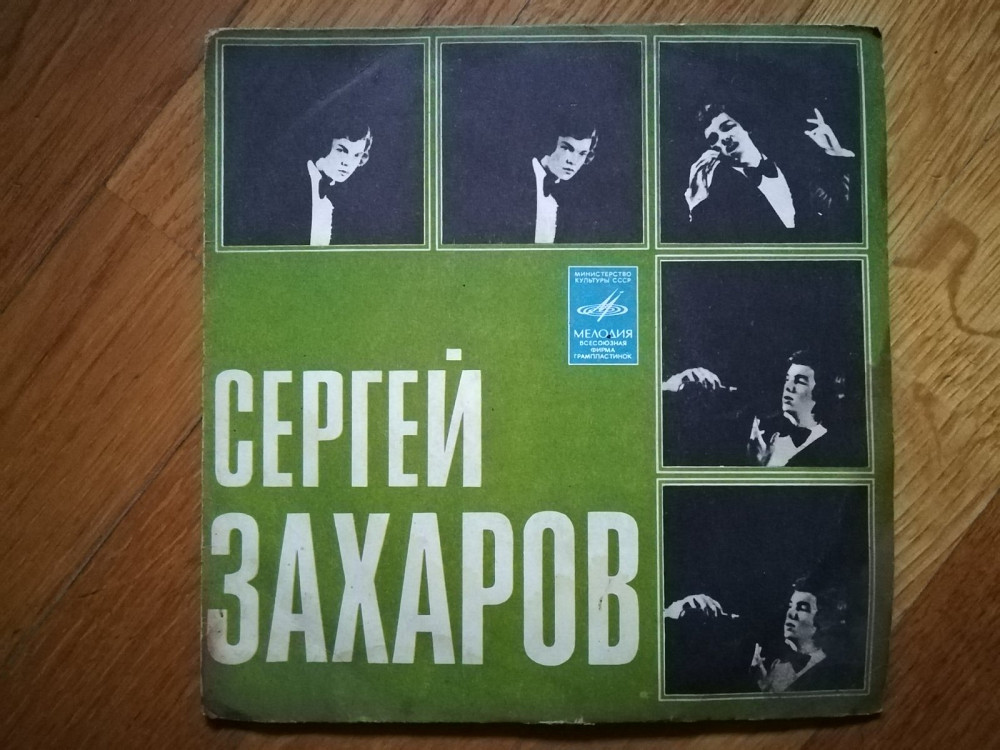 МИНИСТЕРСТВО
КУЛЬТУРЫ СССР
МЕЛОДИЯ
ВСЕСОЮЗНАЯ
ФИРМА
ГРАМПЛАСТИНОК
СЕРГЕЙ
ЗАХАРОВ